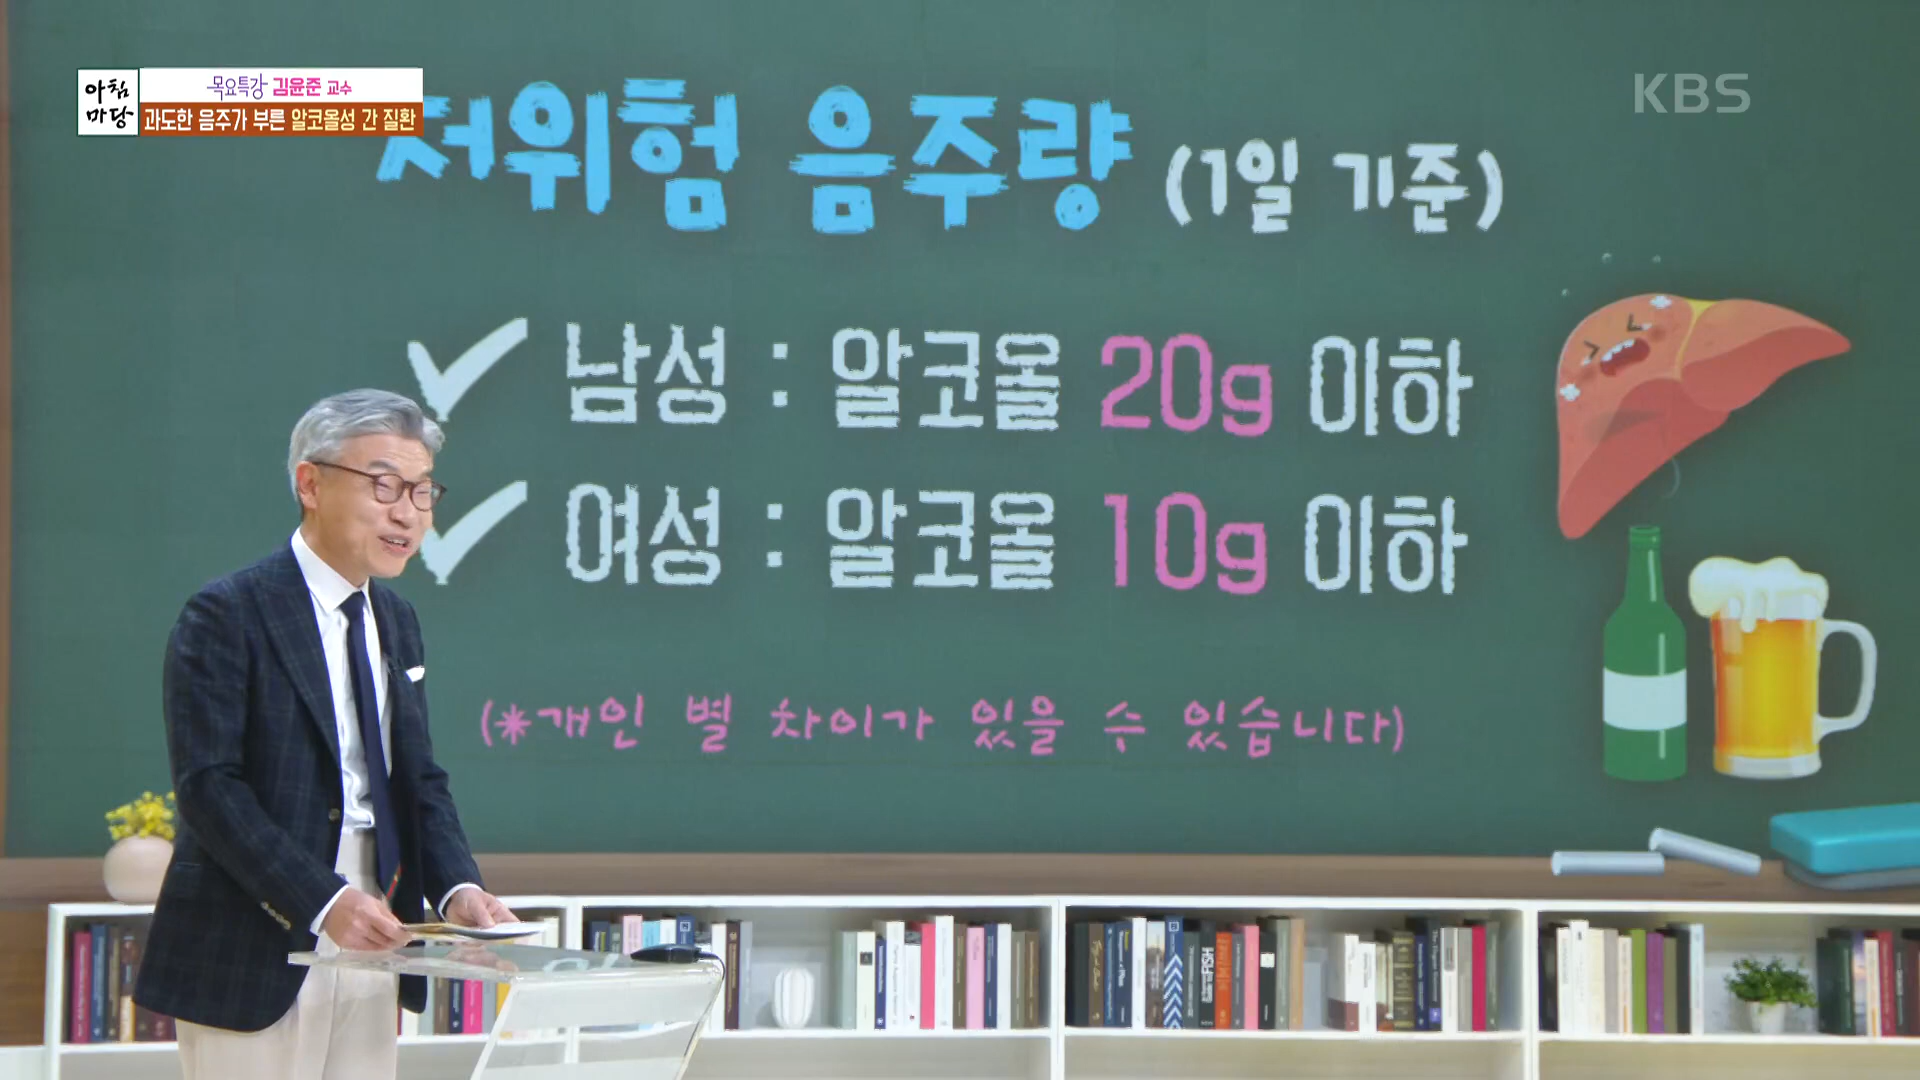 아침
마당
목요특강 김윤준 교수
과도한 음주가 부른 알코올성 간 질환
KBS
저위험 음주량 (1일 기준)
남성 : 알코올 20g 이하
여성 : 알코올 10g 이하
(*개인 별 차이가 있을 수 있습니다)